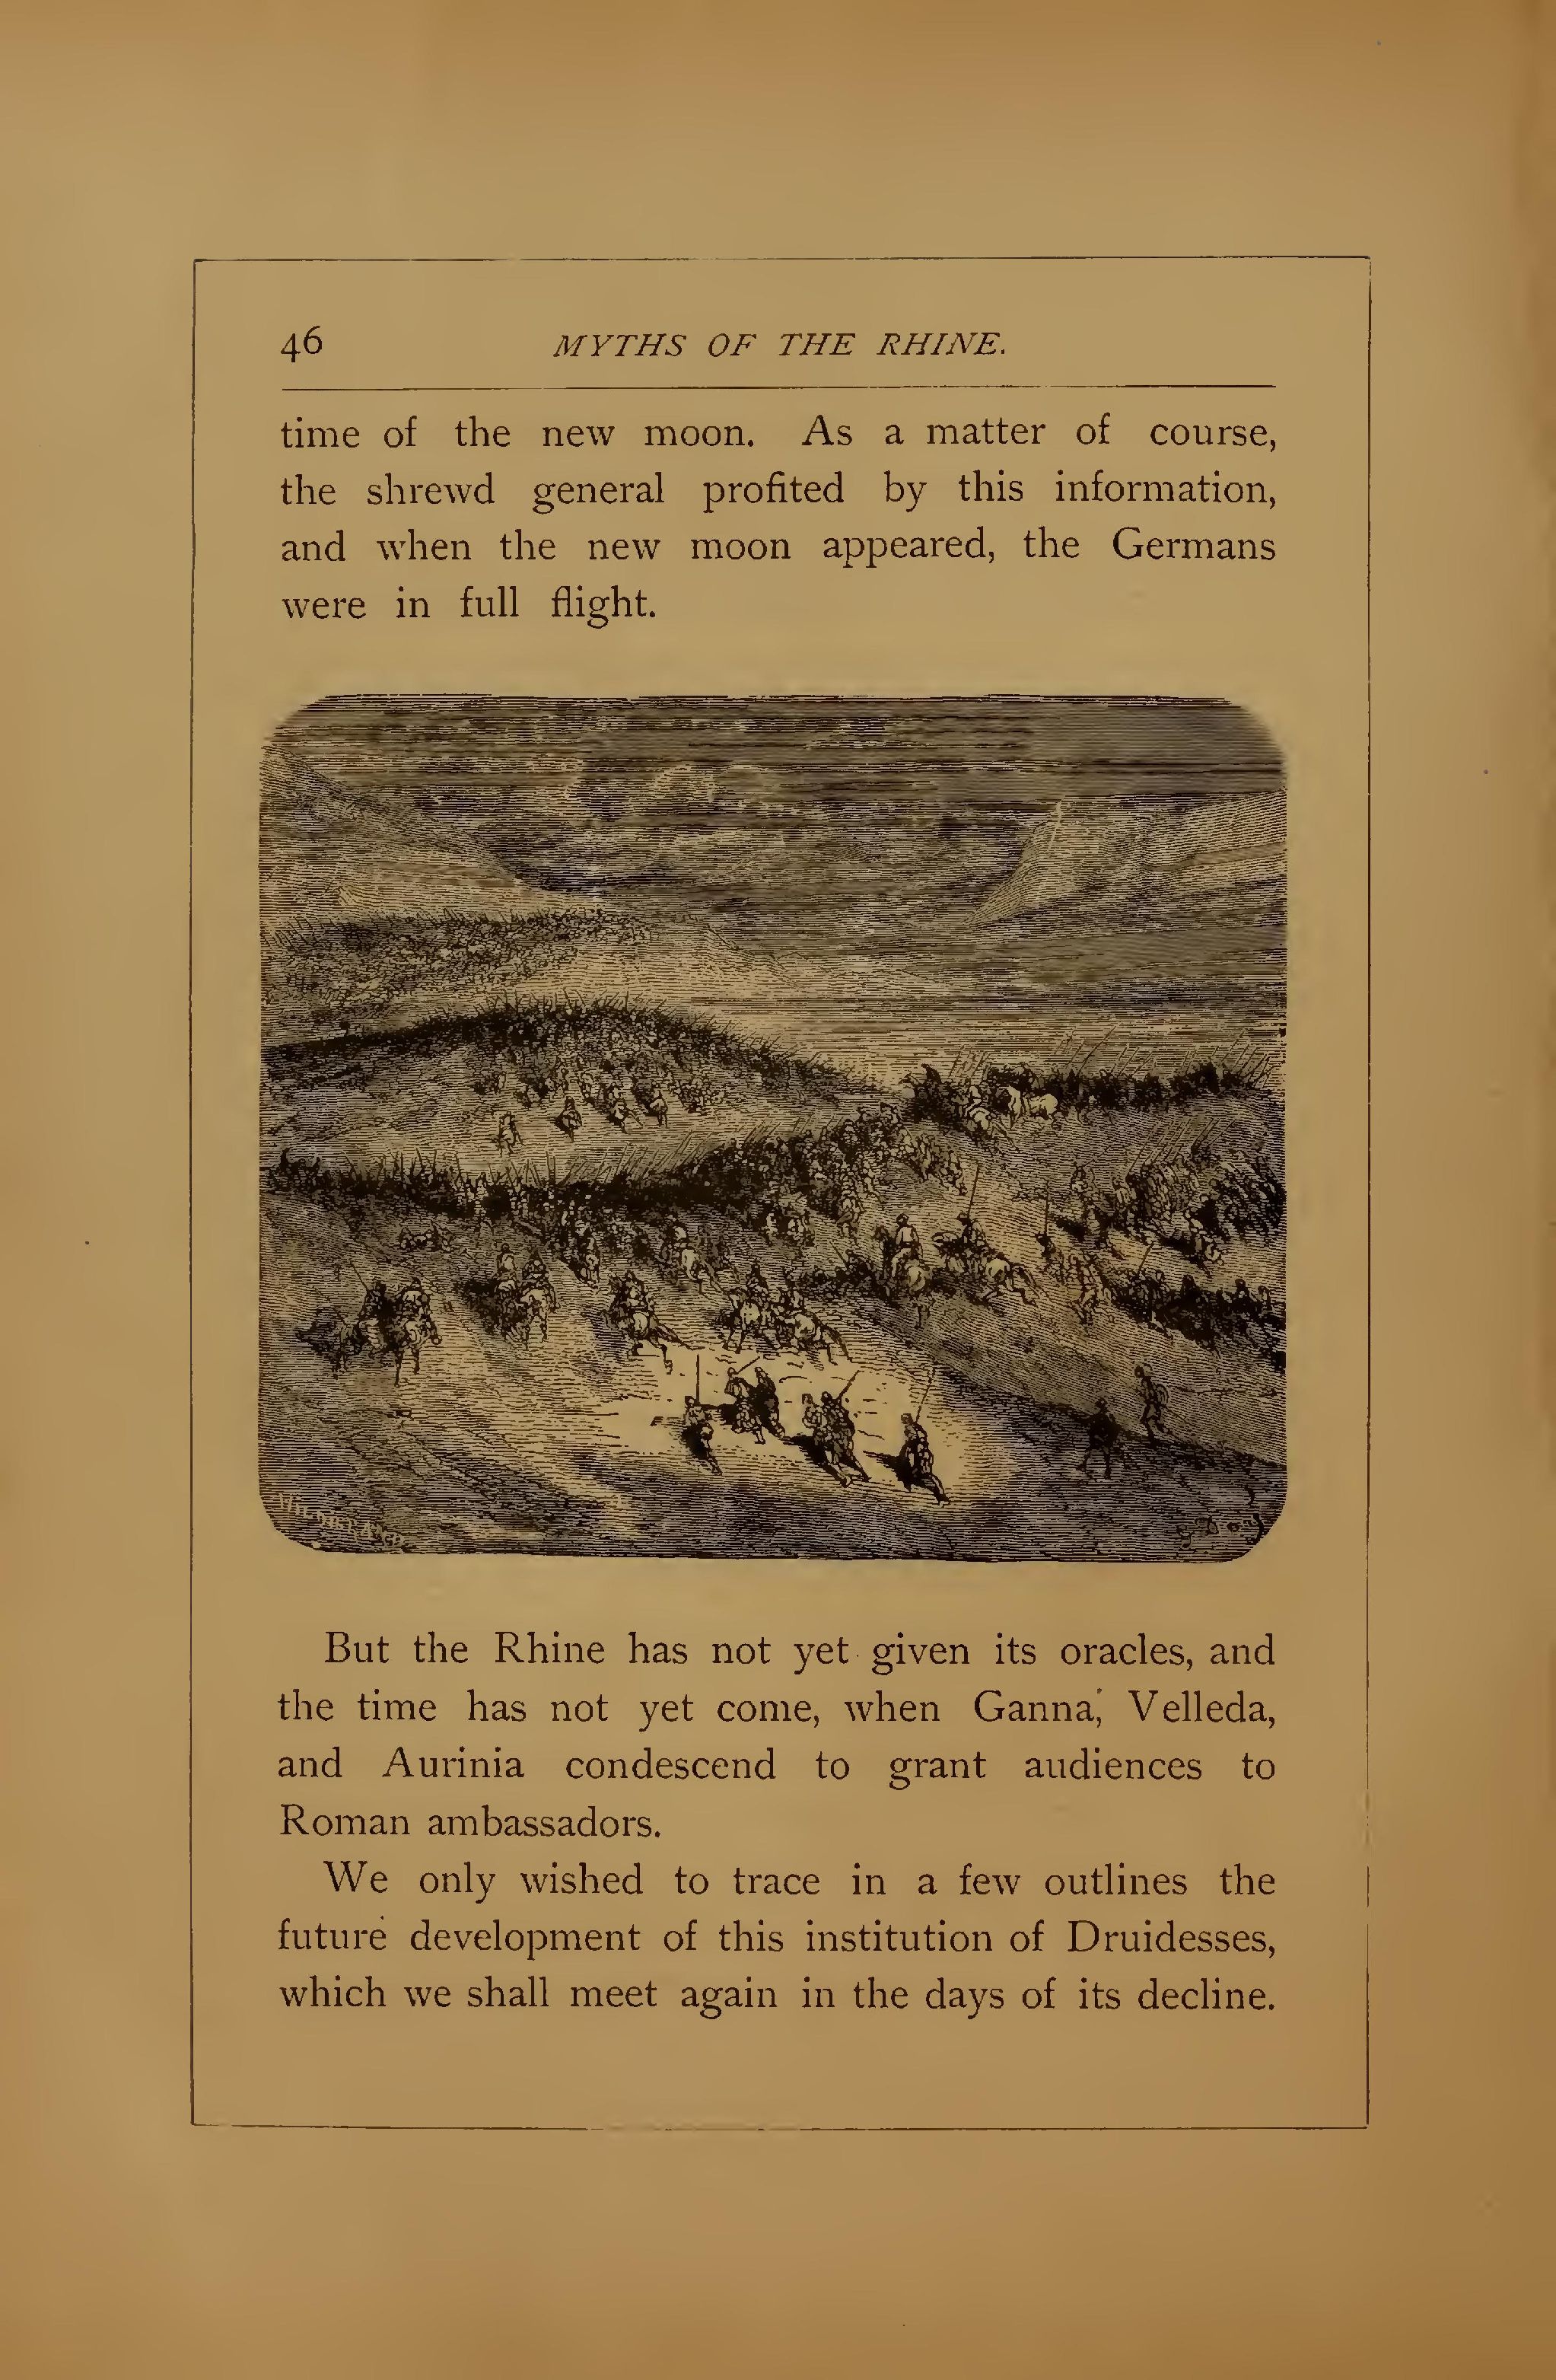 46 MYTHS OF THE RHINE.
time of the new moon. As a matter of course,
the shrewd general profited by this information,
and when the new moon appeared, the Germans
were in full flight.
HILDIBRAND
G Doré
But the Rhine has not yet given its oracles, and
the time has not yet come, when Ganna, Velleda,
and Aurinia condescend to grant audiences to
Roman ambassadors.
We only wished to trace in a few outlines the
future development of this institution of Druidesses,
which we shall meet again in the days of its decline.